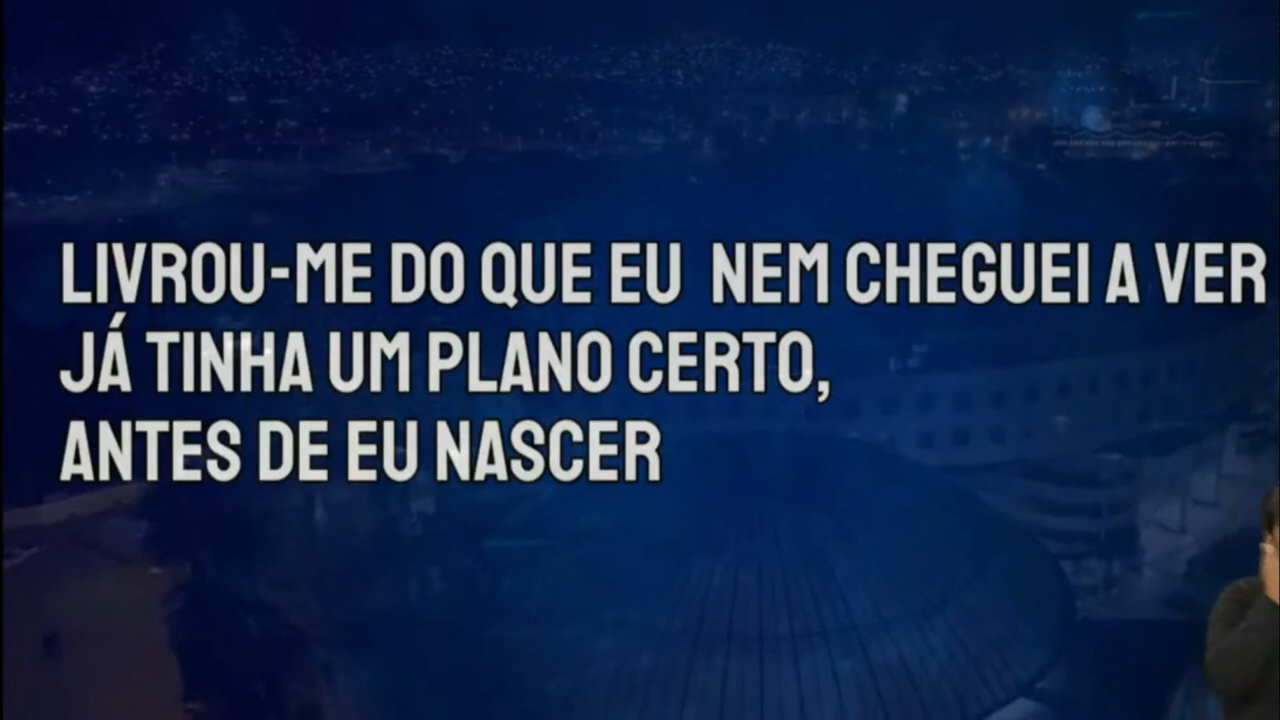 LIVROU-ME DO QUE EU NEM CHEGUEI A VER
JÁ TINHA UM PLANO CERTO,
ANTES DE EU NASCER